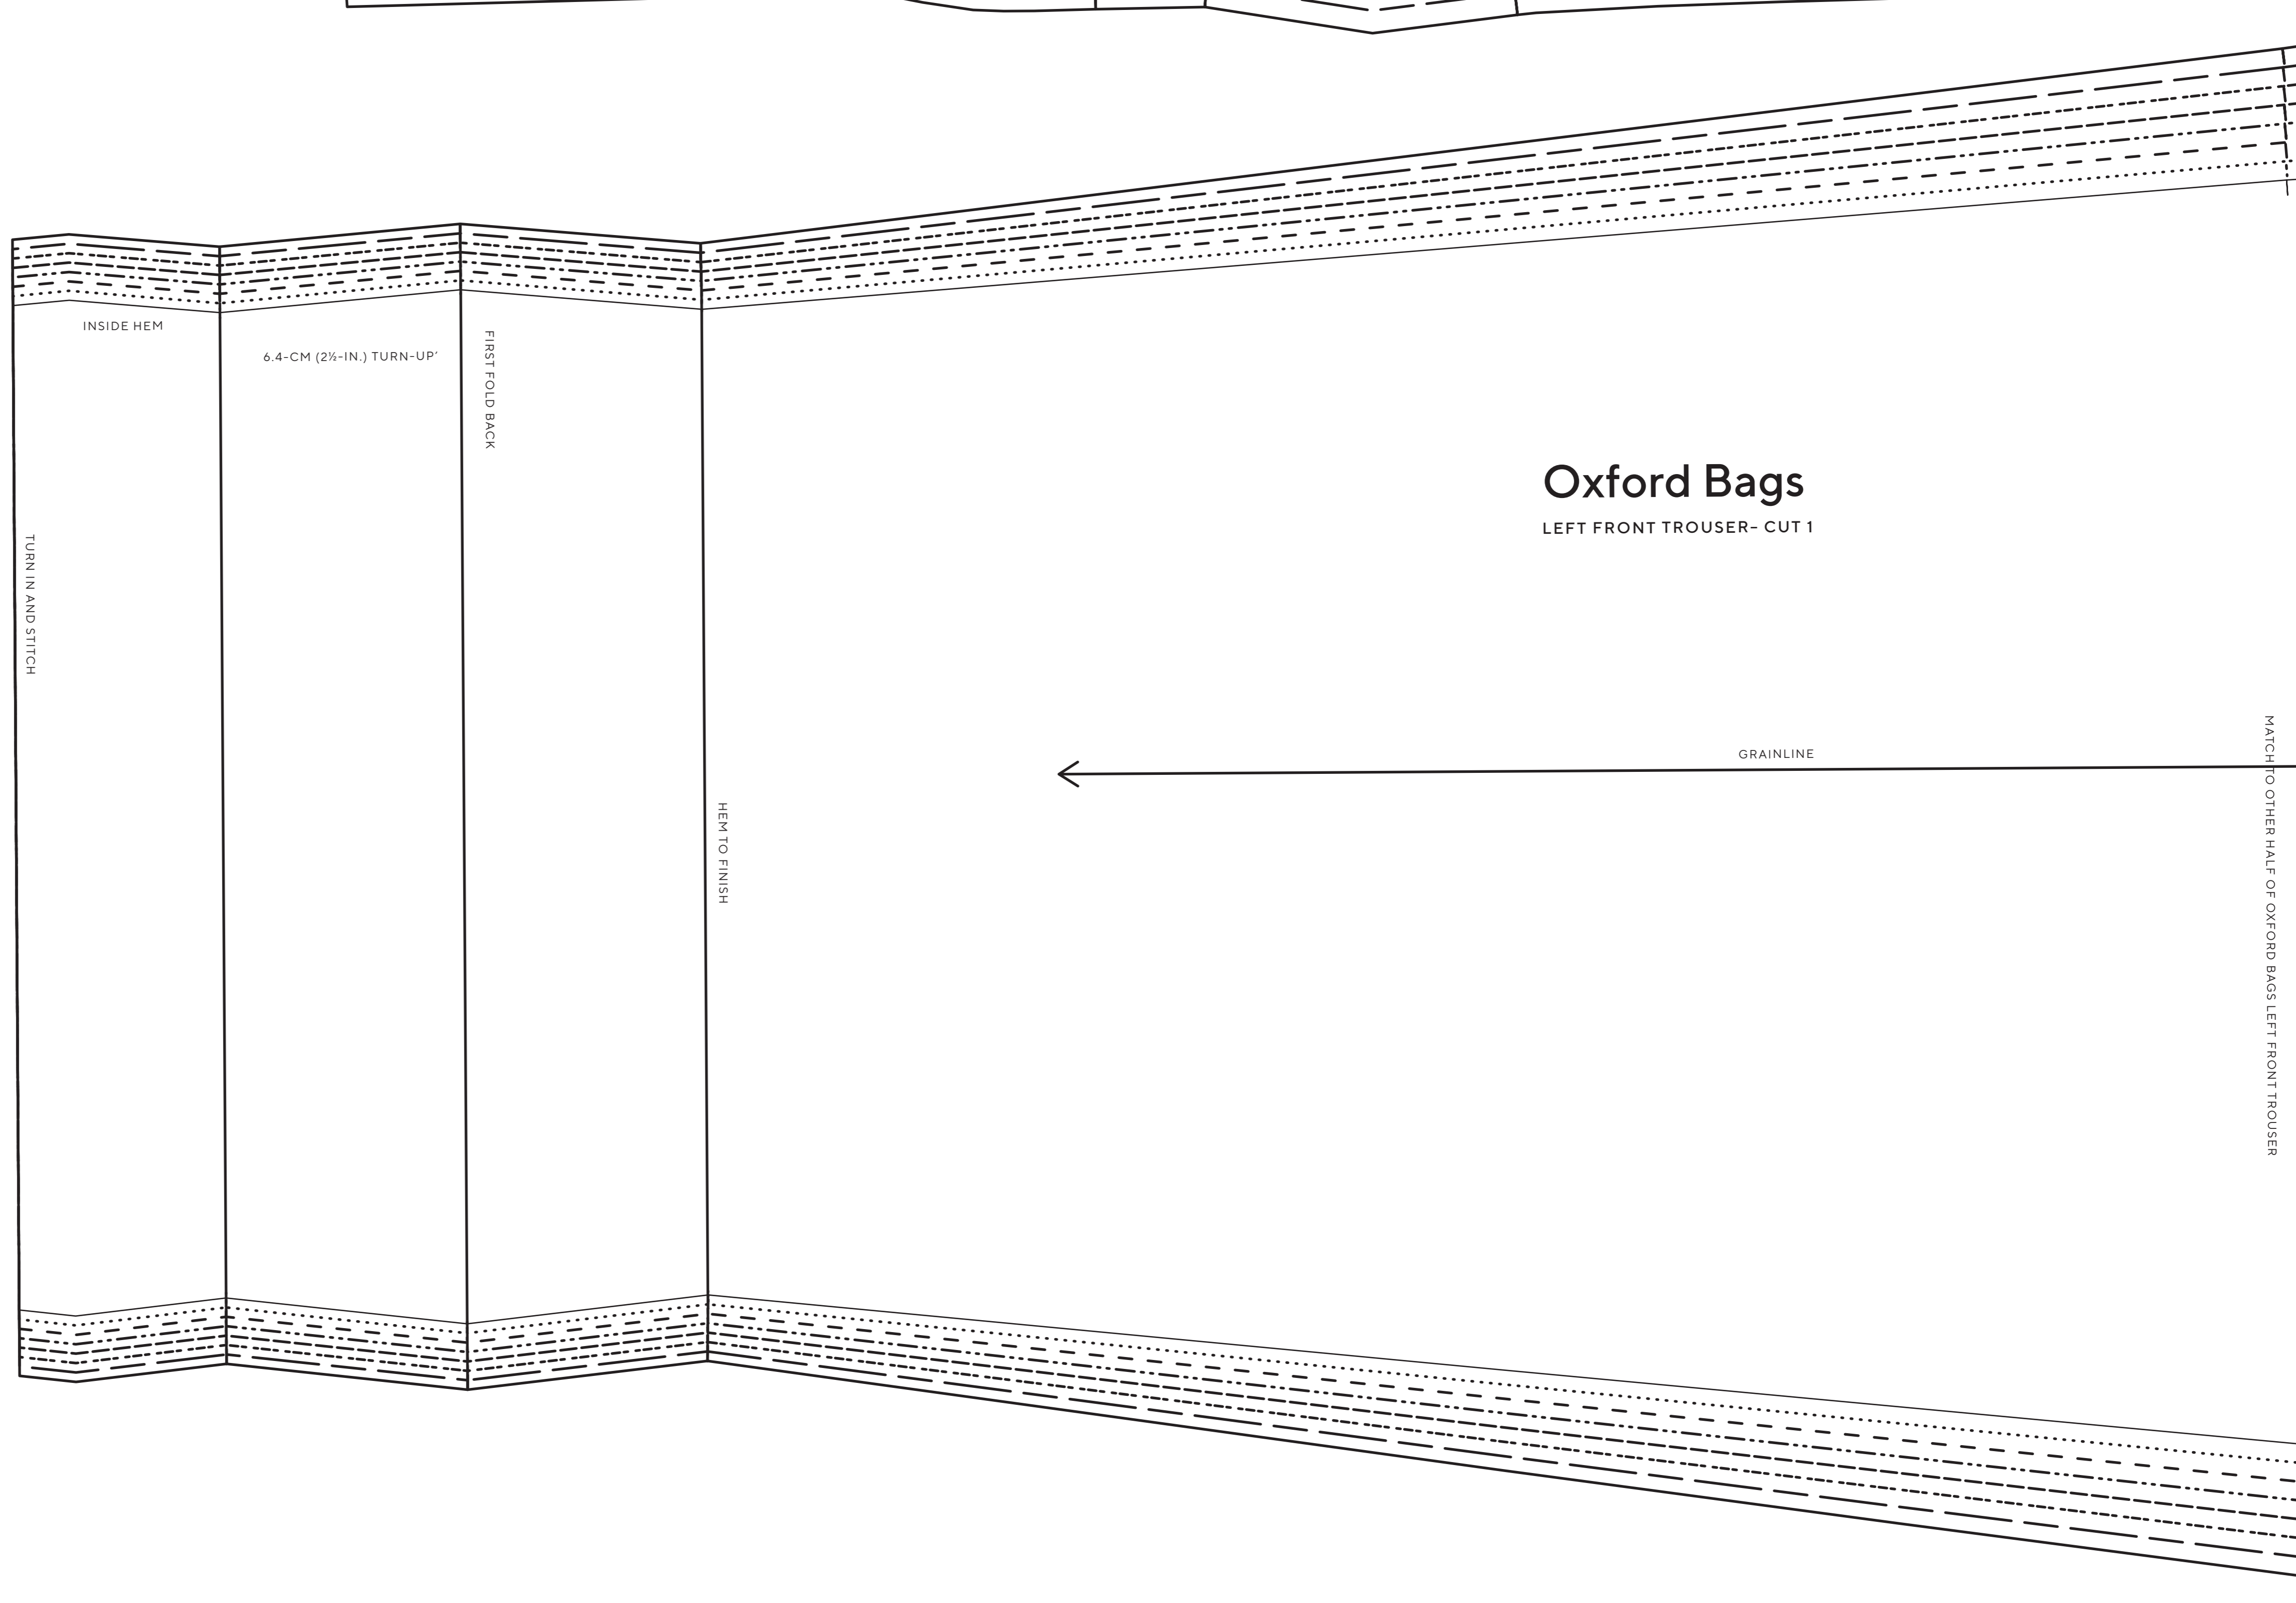 INSIDE HEM
6.4-CM (2½-IN.) TURN-UP'
FIRST FOLD BACK
TURN IN AND STITCH
HEM TO FINISH
Oxford Bags
LEFT FRONT TROUSER– CUT 1
GRAINLINE
MATCH TO OTHER HALF OF OXFORD BAGS LEFT FRONT TROUSER